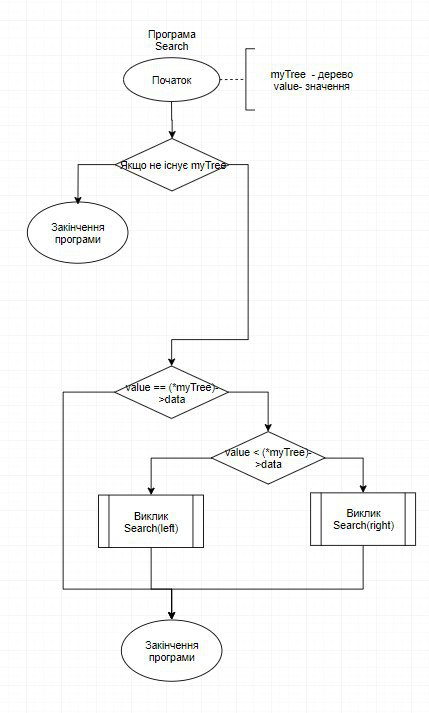 Програма
Search
Початок
myTree - дерево
value- значення
Якщо не існує myTree
Закінчення
програми
value == (*myTree)-
>data
value < (*myTree)-
>data
Виклик
Search(left)
Виклик
Search(right)
Закінчення
програми